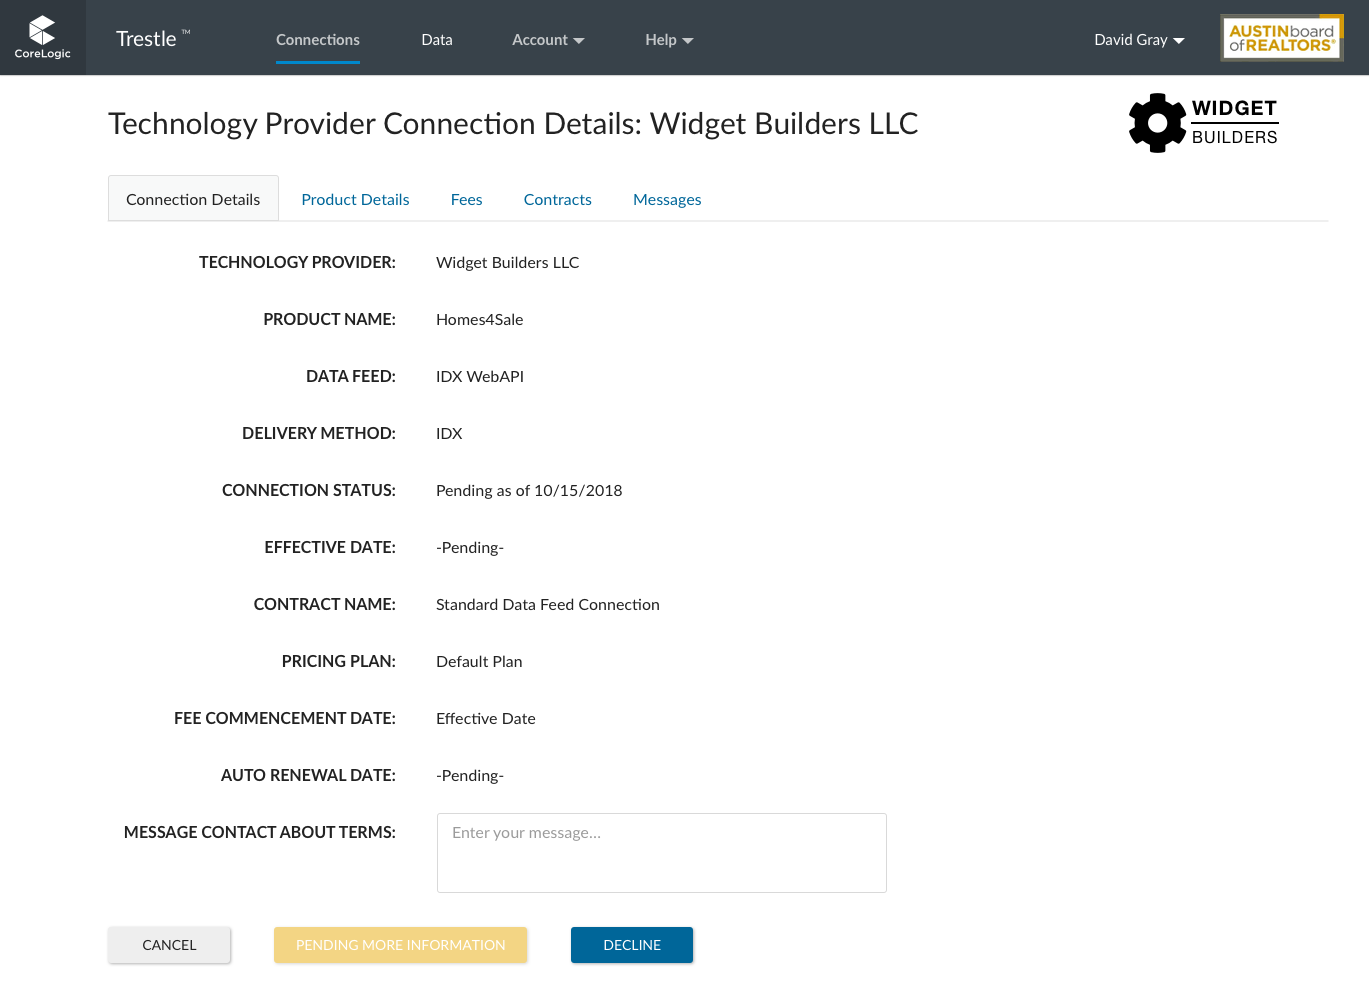 CoreLogic
Trestle ™
Connections
Data
Account
Help
David Gray
AUSTINboard
ofREALTORS®
Technology Provider Connection Details: Widget Builders LLC
WIDGET
BUILDERS
Connection Details
Product Details
Fees
Contracts
Messages
TECHNOLOGY PROVIDER: Widget Builders LLC
PRODUCT NAME: Homes4Sale
DATA FEED: IDX WebAPI
DELIVERY METHOD: IDX
CONNECTION STATUS: Pending as of 10/15/2018
EFFECTIVE DATE: -Pending-
CONTRACT NAME: Standard Data Feed Connection
PRICING PLAN: Default Plan
FEE COMMENCEMENT DATE: Effective Date
AUTO RENEWAL DATE: -Pending-
MESSAGE CONTACT ABOUT TERMS: Enter your message...
CANCEL
PENDING MORE INFORMATION
DECLINE